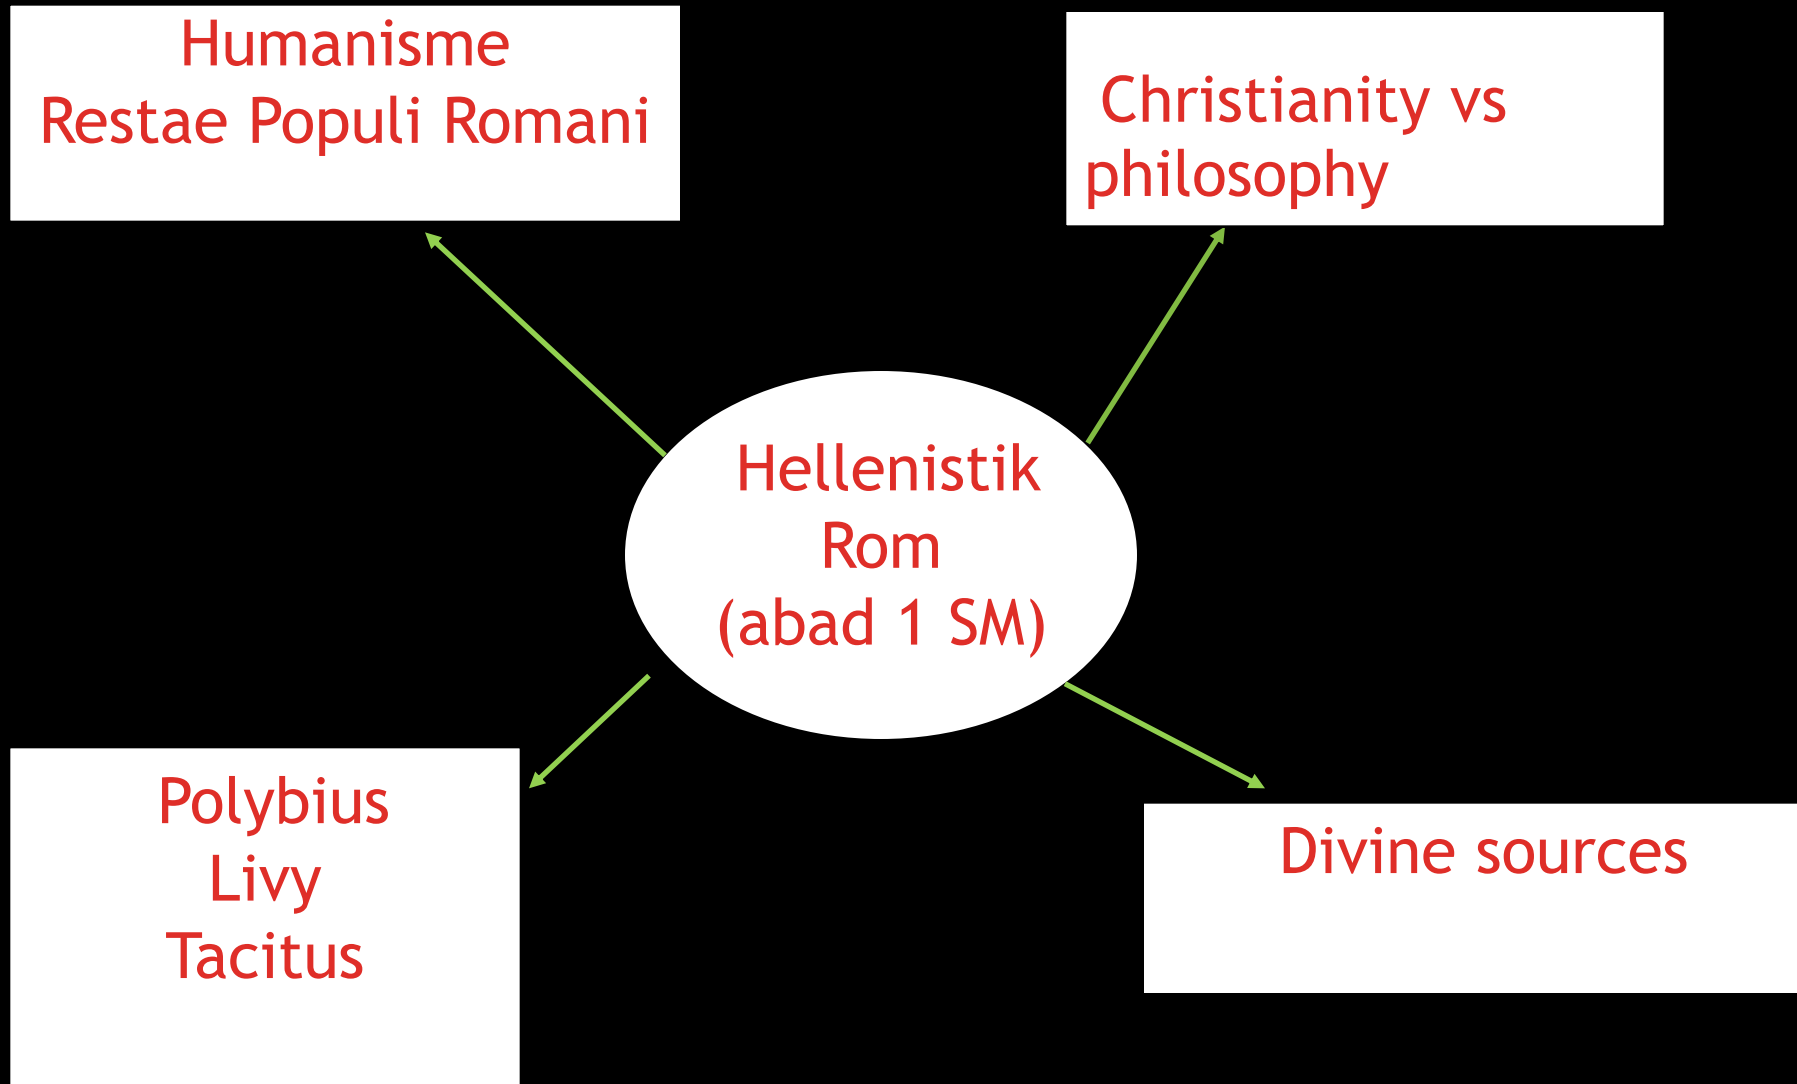 Humanisme
Restae Populi Romani
Christianity vs
philosophy
Hellenistik
Rom
(abad 1 SM)
Polybius
Livy
Tacitus
Divine sources